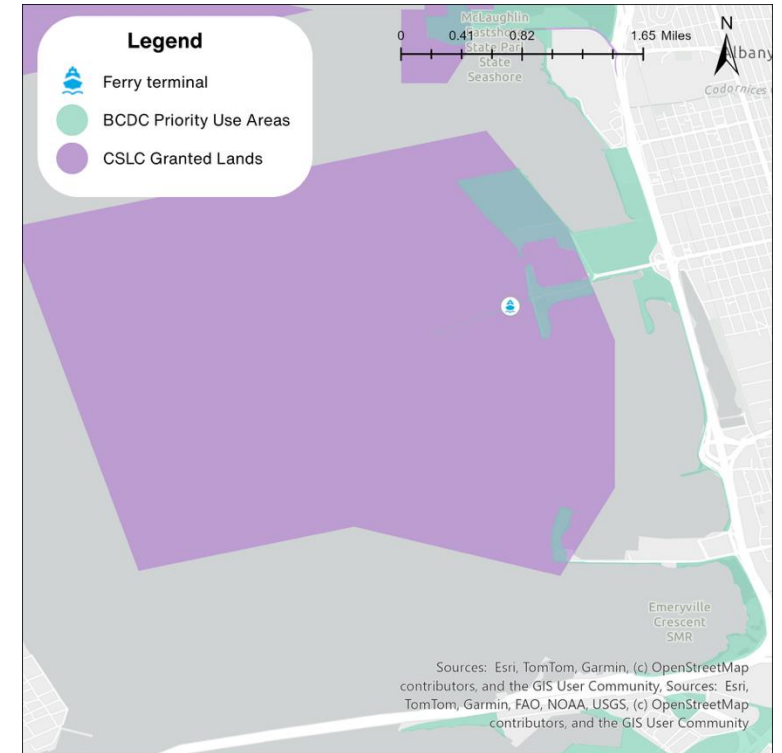 Legend
Ferry terminal
BCDC Priority Use Areas
CSLC Granted Lands
McLaughlin
Eastshore
State Park
State
Seashore
0 0.41 0.82 1.65 Miles
N
Albany
Codornices
Emeryville
Crescent
SMR
Sources: Esri, TomTom, Garmin, (c) OpenStreetMap
contributors, and the GIS User Community, Sources: Esri,
TomTom, Garmin, FAO, NOAA, USGS, (c) OpenStreetMap
contributors, and the GIS User Community